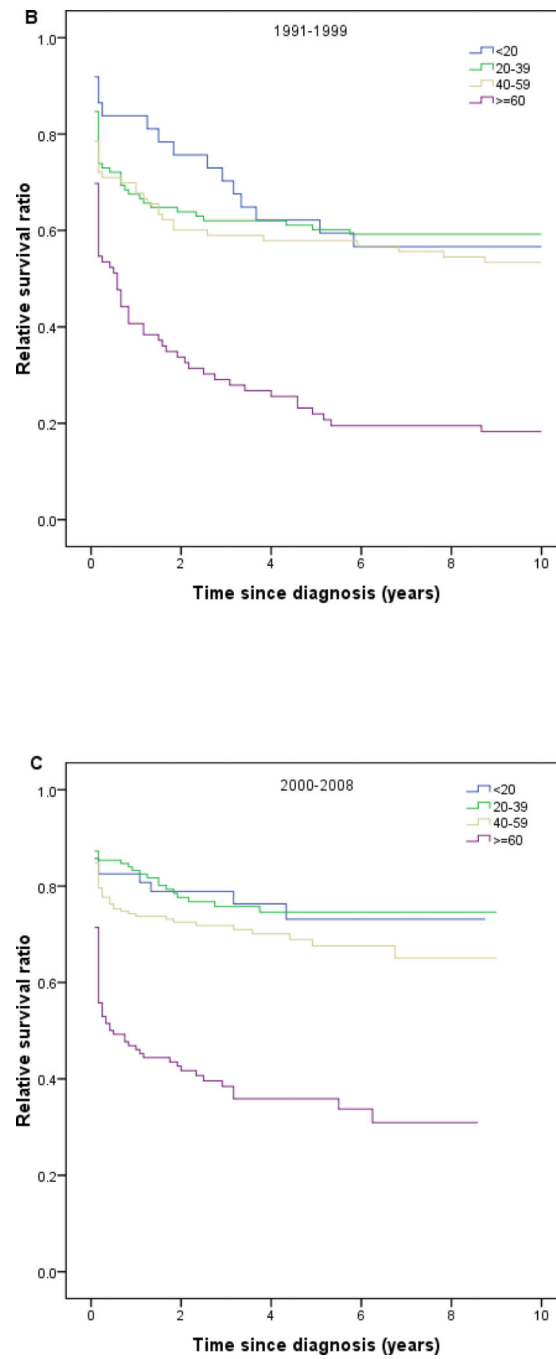 B
1991-1999
<20
20-39
40-59
>=60
1.0
0.8
0.6
0.4
0.2
0.0
Relative survival ratio
0 2 4 6 8 10
Time since diagnosis (years)
C
2000-2008
<20
20-39
40-59
>=60
1.0
0.8
0.6
0.4
0.2
0.0
Relative survival ratio
0 2 4 6 8 10
Time since diagnosis (years)